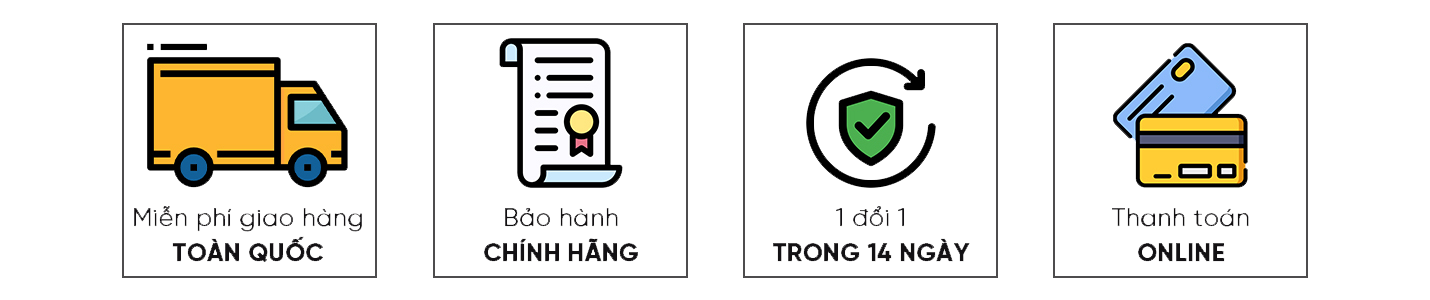 Miễn phí giao hàng
TOÀN QUỐC
Bảo hành
CHÍNH HÃNG
1 đổi 1
TRONG 14 NGÀY
Thanh toán
ONLINE